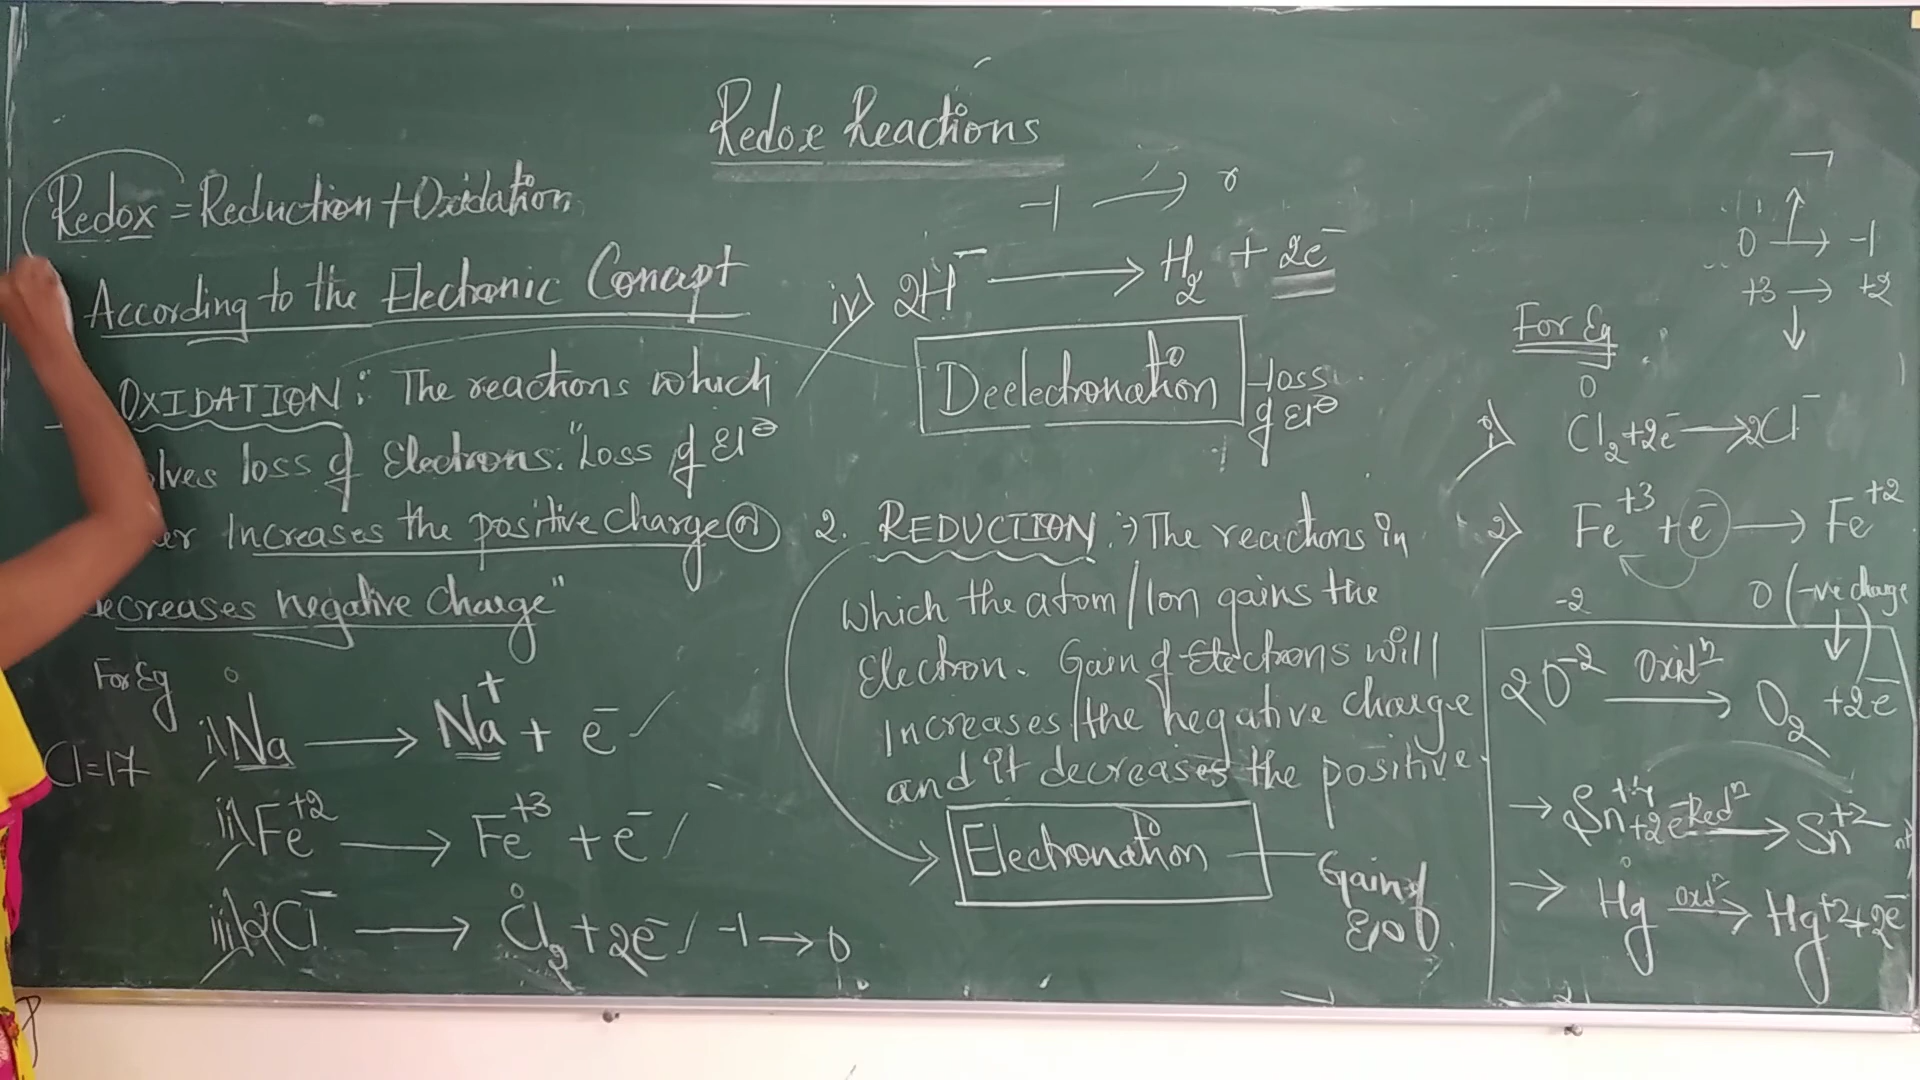 Redox Reactions
Redox = Reduction + Oxidation
According to the Electronic Concept
OXIDATION: The reactions which
olves loss of Electrons. "Loss of El⊖
er Increases the positive charge or
ecreases negative charge"
For Eg
0
i) Na ⟶ Na⁺ + e⁻
Cl=17
ii) Fe⁺² ⟶ Fe⁺³ + e⁻
0
iii) 2Cl⁻ ⟶ Cl₂ + 2e⁻ -1 → 0
-1 ⟶
iv) 2H⁻ ⟶ H₂ + 2e⁻
Deelectronation - loss
of El⊖
2. REDUCTION :→ The reactions in
which the atom/Ion gains the
Electron. Gain of Electrons will
Increases the negative charge
and it decreases the positive.
Electronation — Gain of
0 → -1
+3 → +2
For Eg
0
1) Cl₂ + 2e⁻ ⟶ 2Cl⁻
2) Fe⁺³ + e⁻ ⟶ Fe⁺²
-2 0 (-ve charge ↓)
2O⁻² Oxidⁿ ⟶ O₂ + 2e⁻
→ Sn⁺⁴ + 2e⁻ Redⁿ ⟶ Sn⁺²
0
→ Hg Oxidⁿ ⟶ Hg⁺² + 2e⁻